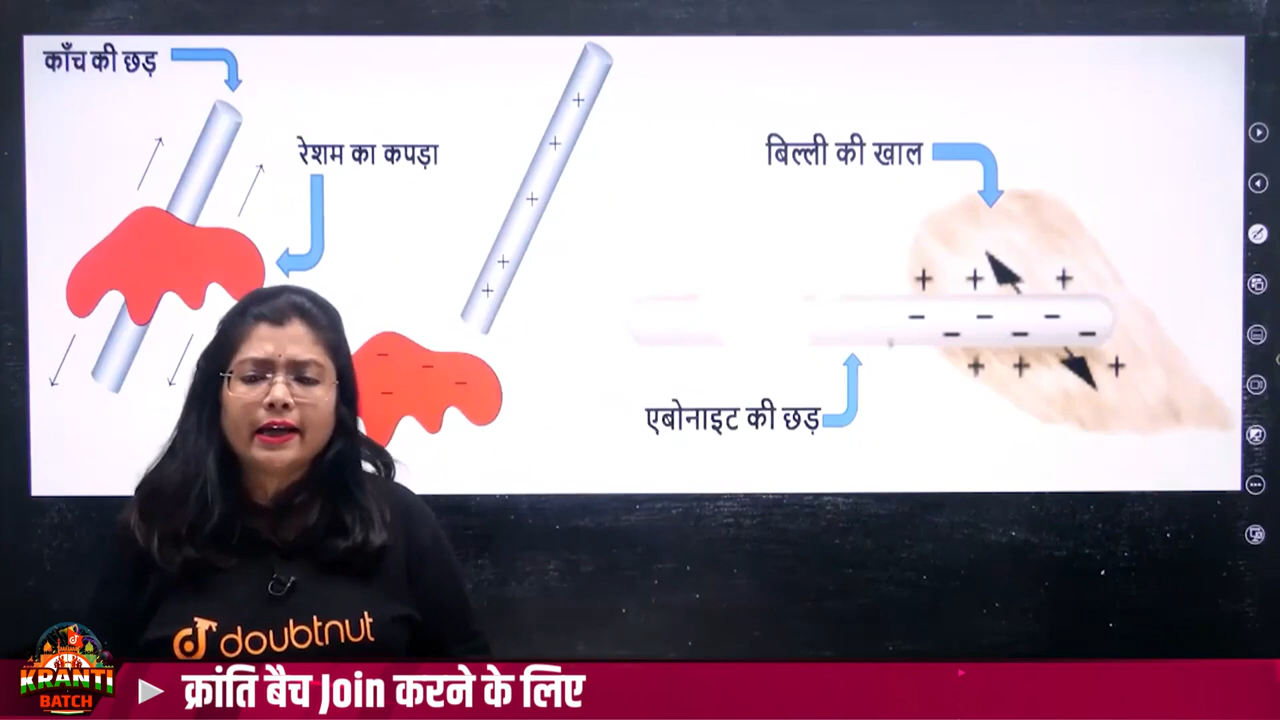 काँच की छड़
रेशम का कपड़ा
बिल्ली की खाल
एबोनाइट की छड़
doubtnut
KRANTI
BATCH
क्रांति बैच Join करने के लिए